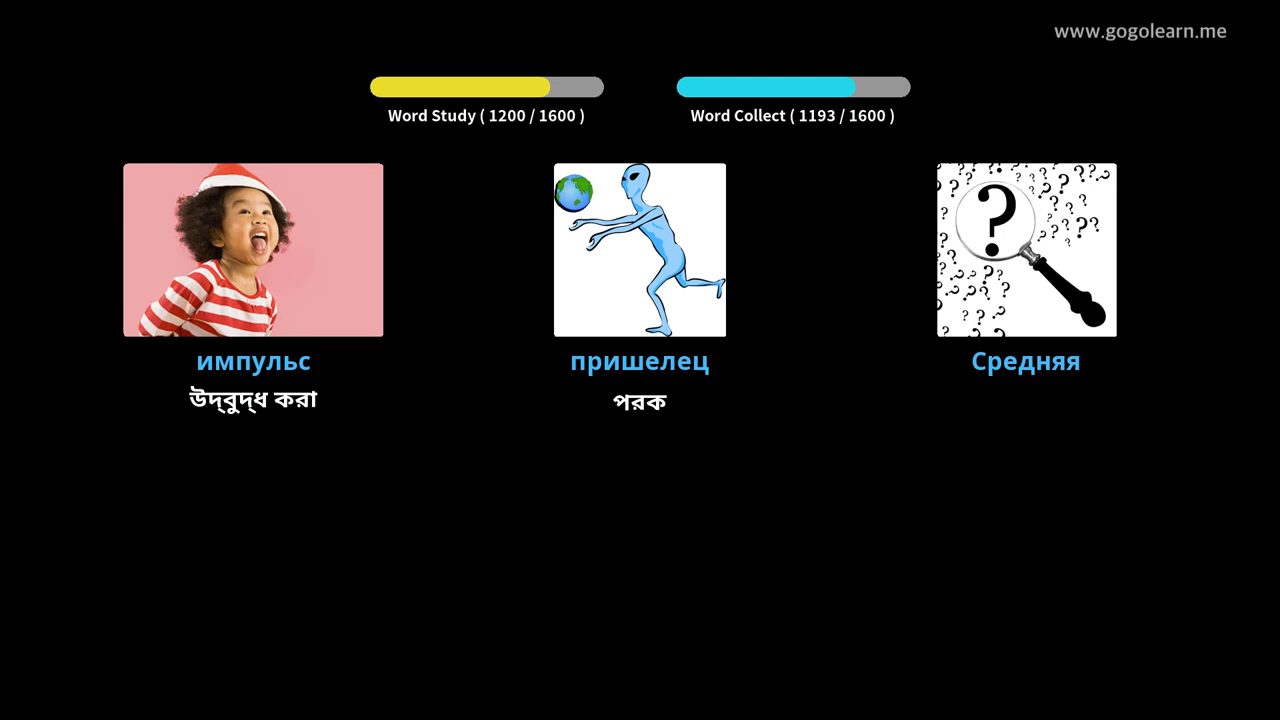 www.gogolearn.me
Word Study ( 1200 / 1600 )
Word Collect ( 1193 / 1600 )
импульс
пришелец
Средняя
উদ্‌বুদ্‌ধ করা
পরক